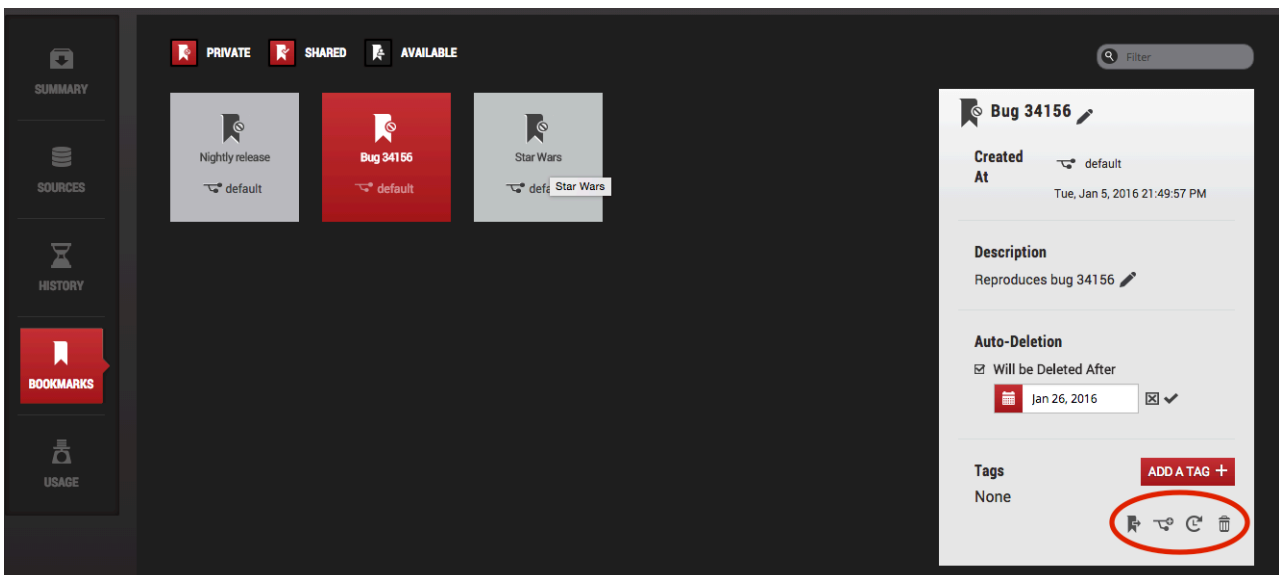 SUMMARY
SOURCES
HISTORY
BOOKMARKS
USAGE
PRIVATE SHARED AVAILABLE
Filter
Nightly release
default
Bug 34156
default
Star Wars
Star Wars
Bug 34156
Created At
default
Tue, Jan 5, 2016 21:49:57 PM
Description
Reproduces bug 34156
Auto-Deletion
Will be Deleted After
Jan 26, 2016
Tags
ADD A TAG +
None